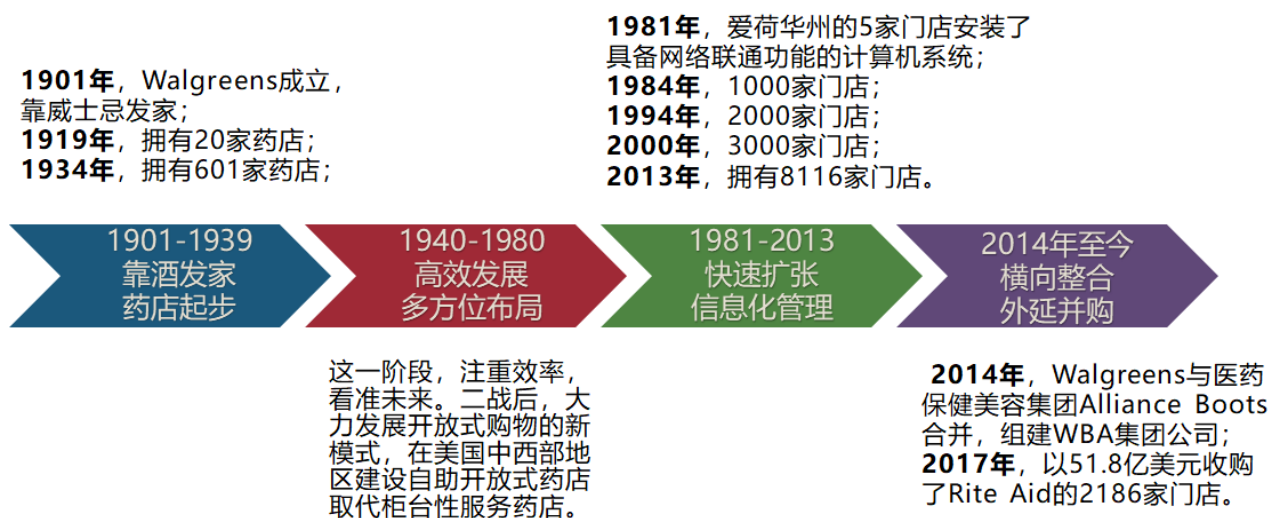 1901年，Walgreens成立，
靠威士忌发家；
1919年，拥有20家药店；
1934年，拥有601家药店；
1981年，爱荷华州的5家门店安装了
具备网络联通功能的计算机系统；
1984年，1000家门店；
1994年，2000家门店；
2000年，3000家门店；
2013年，拥有8116家门店。
1901-1939
靠酒发家
药店起步
1940-1980
高效发展
多方位布局
1981-2013
快速扩张
信息化管理
2014年至今
横向整合
外延并购
这一阶段，注重效率，
看准未来。二战后，大
力发展开放式购物的新
模式，在美国中西部地
区建设自助开放式药店
取代柜台性服务药店。
2014年，Walgreens与医药
保健美容集团Alliance Boots
合并，组建WBA集团公司；
2017年，以51.8亿美元收购
了Rite Aid的2186家门店。